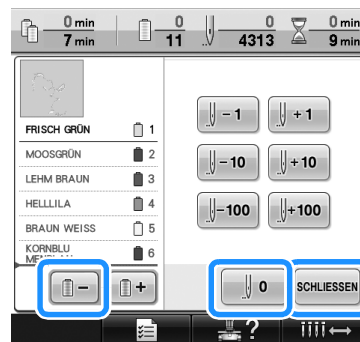 0 min 0 0 0 min
7 min 11 4313 9 min
FRISCH GRÜN 1
MOOSGRÜN 2
LEHM BRAUN 3
HELLLILA 4
BRAUN WEISS 5
KORNBLU 6
-1 +1
-10 +10
-100 +100
- + 0 SCHLIESSEN
?